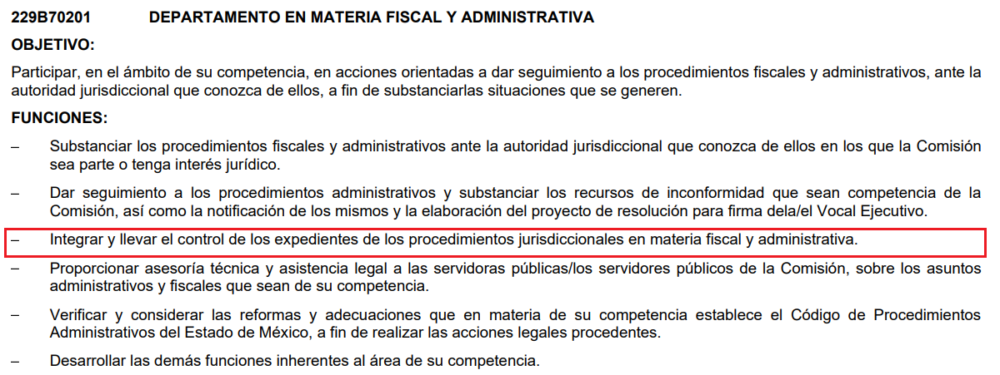 229B70201 DEPARTAMENTO EN MATERIA FISCAL Y ADMINISTRATIVA
OBJETIVO:
Participar, en el ámbito de su competencia, en acciones orientadas a dar seguimiento a los procedimientos fiscales y administrativos, ante la
autoridad jurisdiccional que conozca de ellos, a fin de substanciarlas situaciones que se generen.
FUNCIONES:
– Substanciar los procedimientos fiscales y administrativos ante la autoridad jurisdiccional que conozca de ellos en los que la Comisión
sea parte o tenga interés jurídico.
– Dar seguimiento a los procedimientos administrativos y substanciar los recursos de inconformidad que sean competencia de la
Comisión, así como la notificación de los mismos y la elaboración del proyecto de resolución para firma dela/el Vocal Ejecutivo.
– Integrar y llevar el control de los expedientes de los procedimientos jurisdiccionales en materia fiscal y administrativa.
– Proporcionar asesoría técnica y asistencia legal a las servidoras públicas/los servidores públicos de la Comisión, sobre los asuntos
administrativos y fiscales que sean de su competencia.
– Verificar y considerar las reformas y adecuaciones que en materia de su competencia establece el Código de Procedimientos
Administrativos del Estado de México, a fin de realizar las acciones legales procedentes.
– Desarrollar las demás funciones inherentes al área de su competencia.